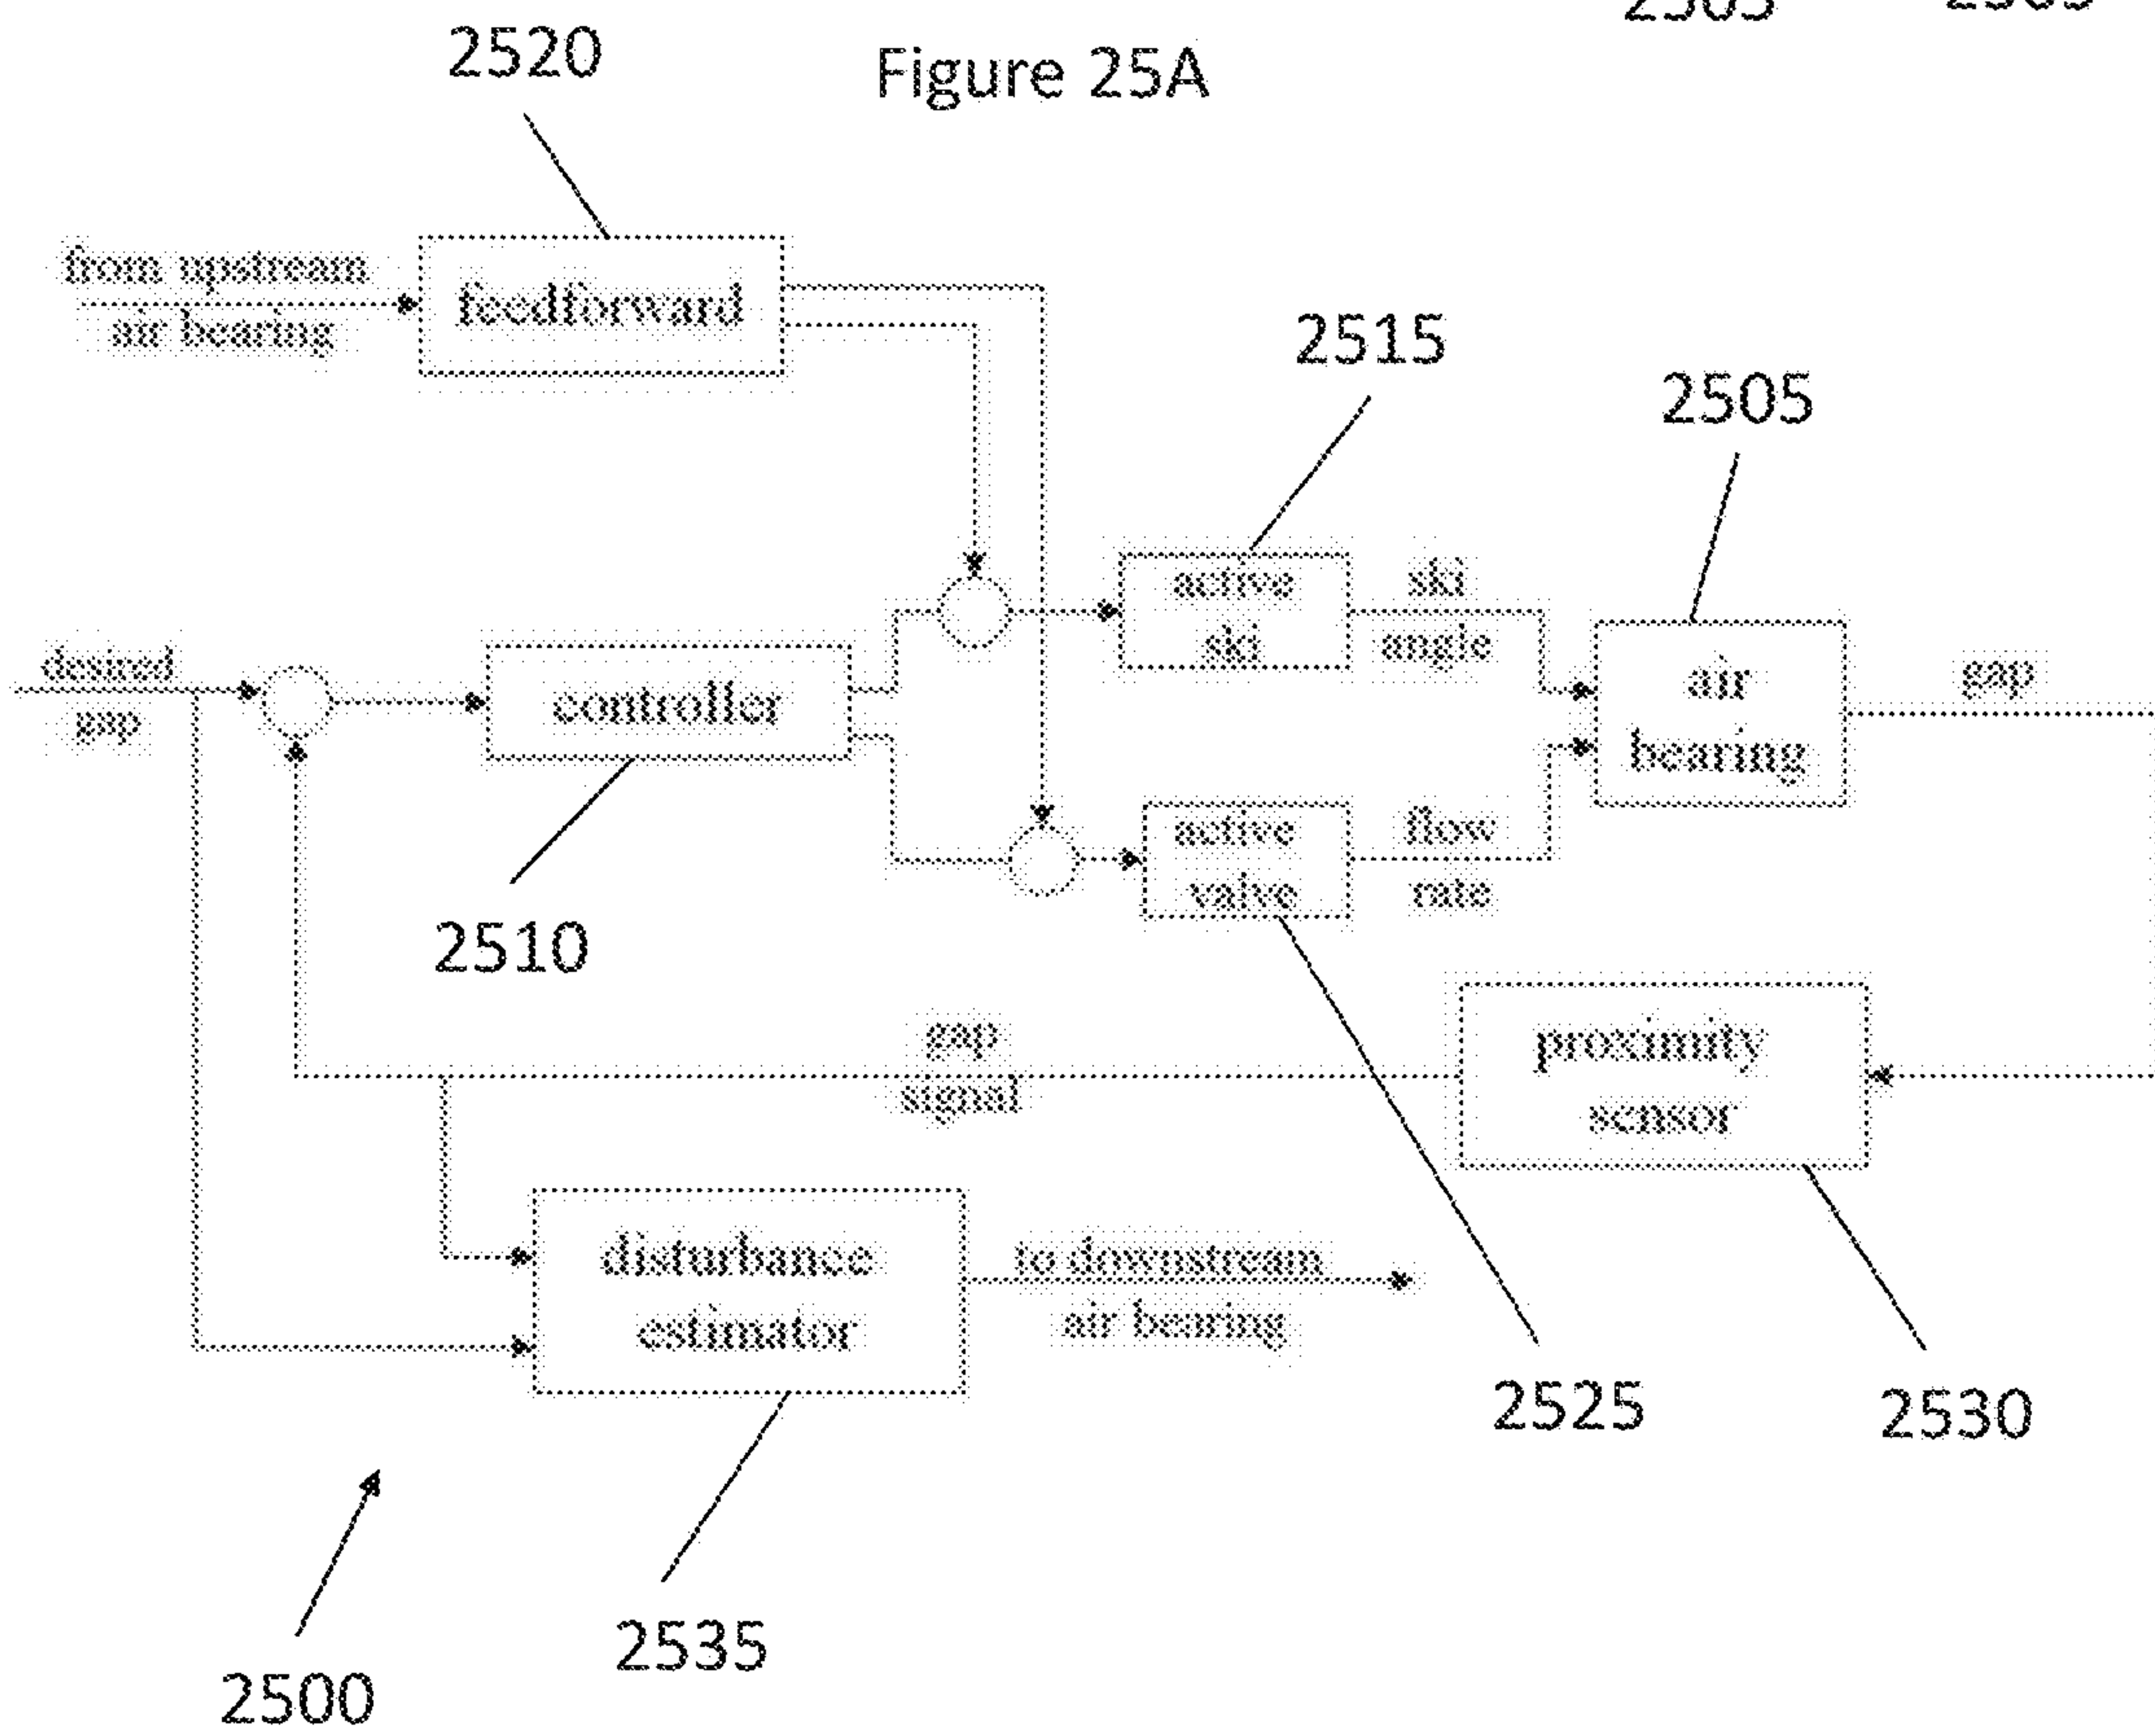 2520
Figure 25A
from upstream
air bearing
feedforward
2515
2505
active
ski
ski
angle
air
bearing
gap
desired
gap
controller
2510
active
valve
flow
rate
gap
signal
proximity
sensor
disturbance
estimator
to downstream
air bearing
2525
2530
2535
2500